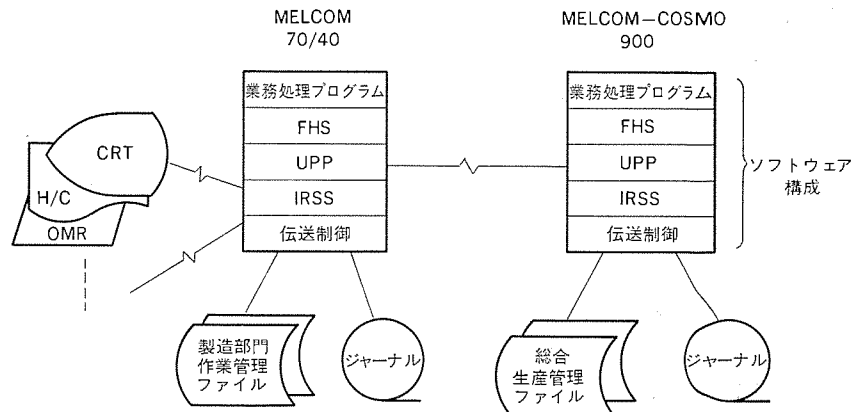 MELCOM
70/40
MELCOM-COSMO
900
業務処理プログラム
FHS
UPP
IRSS
伝送制御
業務処理プログラム
FHS
UPP
IRSS
伝送制御
ソフトウェア
構成
CRT
H/C
OMR
製造部門
作業管理
ファイル
ジャーナル
総合
生産管理
ファイル
ジャーナル